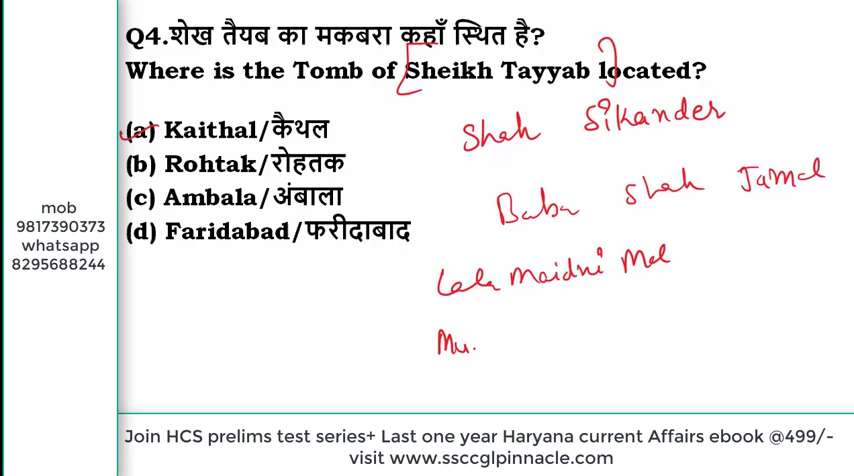 Q4.शेख तैयब का मकबरा कहाँ स्थित है?
Where is the Tomb of Sheikh Tayyab located?
(a) Kaithal/कैथल
(b) Rohtak/रोहतक
(c) Ambala/अंबाला
(d) Faridabad/फरीदाबाद
Shah Sikander
Baba Shah Jamal
Lala Maidni Mal
Mu.
mob
9817390373
whatsapp
8295688244
Join HCS prelims test series+ Last one year Haryana current Affairs ebook @499/-
visit www.ssccglpinnacle.com